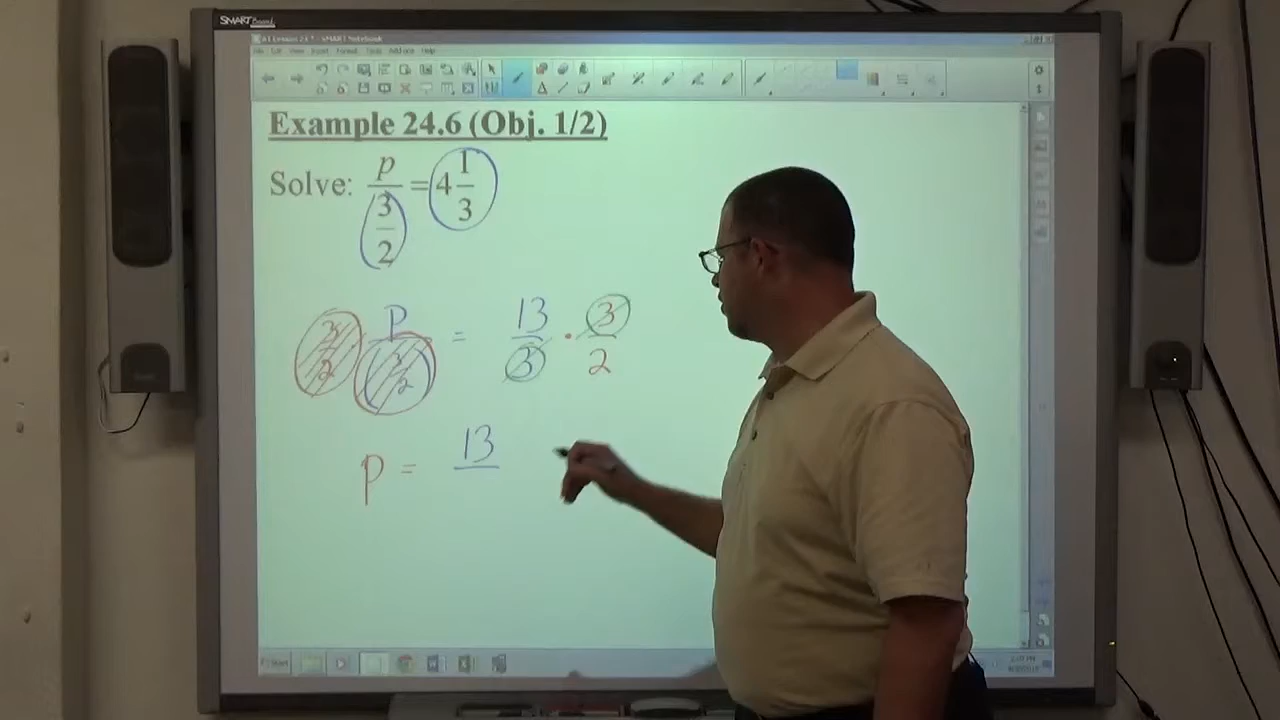 SMART Board
Example 24.6 (Obj. 1/2)
Solve: p/(3/2) = 4 1/3
3/2 p/(3/2) = 13/3 · 3/2
p = 13